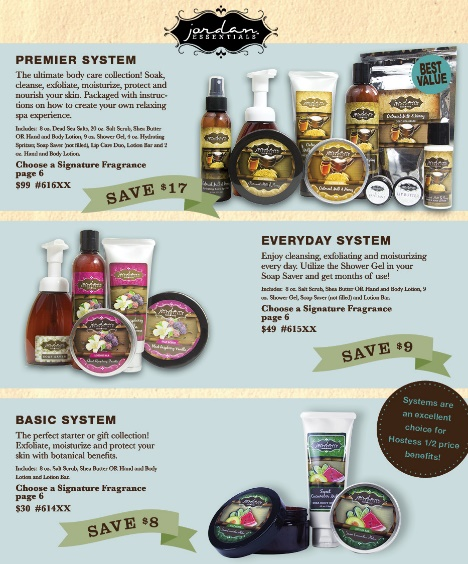 jordan
ESSENTIALS
PREMIER SYSTEM
The ultimate body care collection! Soak,
cleanse, exfoliate, moisturize, protect and
nourish your skin. Packaged with instruc-
tions on how to create your own relaxing
spa experience.
Includes: 8 oz. Dead Sea Salts, 20 oz. Salt Scrub, Shea Butter
OR Hand and Body Lotion, 9 oz. Shower Gel, 4 oz. Hydrating
Spritzer, Soap Saver (not filled), Lip Care Duo, Lotion Bar and 2
oz. Hand and Body Lotion.
Choose a Signature Fragrance
page 6
$99 #616XX
SAVE $17
BEST
VALUE
EVERYDAY SYSTEM
Enjoy cleansing, exfoliating and moisturizing
every day. Utilize the Shower Gel in your
Soap Saver and get months of use!
Includes: 8 oz. Salt Scrub, Shea Butter OR Hand and Body Lotion, 9
oz. Shower Gel, Soap Saver (not filled) and Lotion Bar.
Choose a Signature Fragrance
page 6
$49 #615XX
SAVE $9
BASIC SYSTEM
The perfect starter or gift collection!
Exfoliate, moisturize and protect your
skin with botanical benefits.
Includes: 8 oz. Salt Scrub, Shea Butter OR Hand and Body
Lotion and Lotion Bar.
Choose a Signature Fragrance
page 6
$30 #614XX
SAVE $8
Systems are
an excellent
choice for
Hostess 1/2 price
benefits!